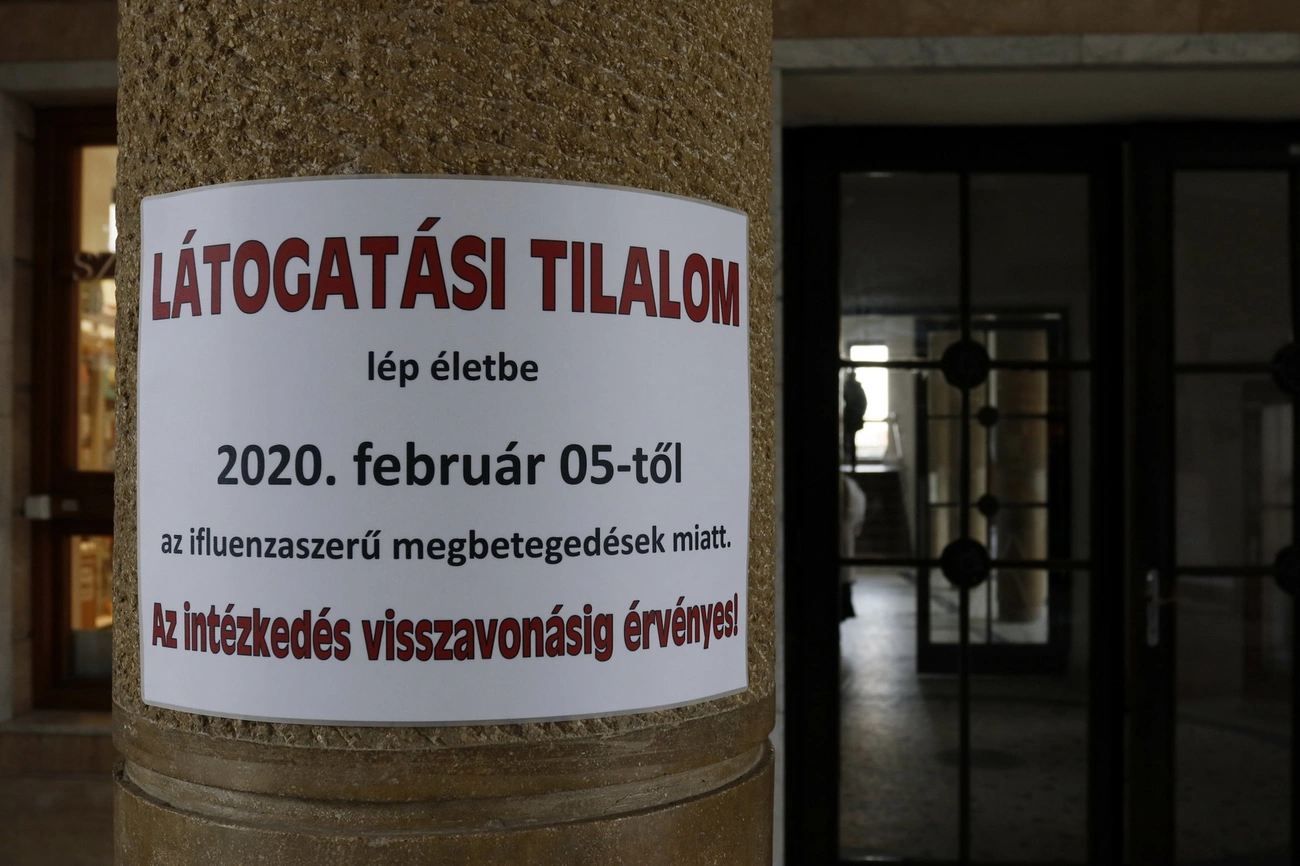 LÁTOGATÁSI TILALOM
lép életbe
2020. február 05-től
az ifluenzaszerű megbetegedések miatt.
Az intézkedés visszavonásig érvényes!